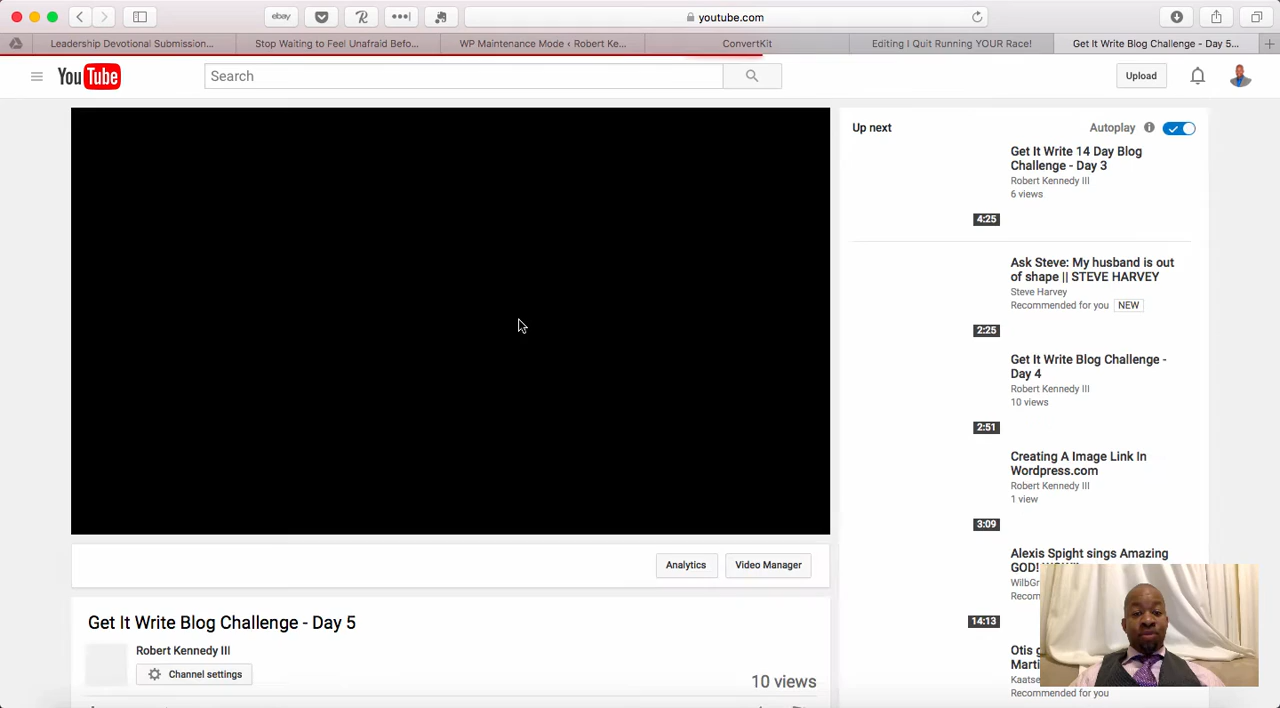 ebay
youtube.com
Leadership Devotional Submission...
Stop Waiting to Feel Unafraid Befo...
WP Maintenance Mode ‹ Robert Ke...
ConvertKit
Editing I Quit Running YOUR Race!
Get It Write Blog Challenge - Day 5...
YouTube
Search
Upload
Up next
Autoplay
Get It Write 14 Day Blog
Challenge - Day 3
Robert Kennedy III
6 views
4:25
Ask Steve: My husband is out
of shape || STEVE HARVEY
Steve Harvey
Recommended for you NEW
2:25
Get It Write Blog Challenge -
Day 4
Robert Kennedy III
10 views
2:51
Creating A Image Link In
Wordpress.com
Robert Kennedy III
1 view
3:09
Alexis Spight sings Amazing
GOD!
WilbGr
Recom
14:13
Otis
Marti
Kaatse
Recommended for you
Analytics
Video Manager
Get It Write Blog Challenge - Day 5
Robert Kennedy III
Channel settings
10 views